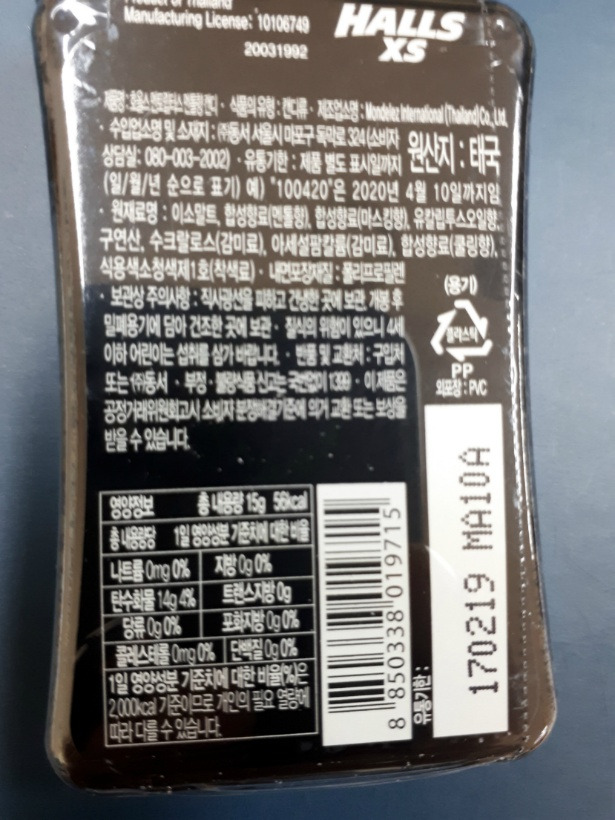 Product of Thailand
Manufacturing License: 10106749
20031992
HALLS
XS
식품의 유형 : 캔디류 · 제조업소명 : Mondelez International (Thailand) Co., Ltd.
· 수입업소명 및 소재지 : ㈜동서 서울시 마포구 독막로 324 (소비자
상담실: 080-003-2002) · 유통기한 : 제품 별도 표시일까지
원산지 : 태국
(일/월/년 순으로 표기) 예) "100420"은 2020년 4월 10일까지임
· 원재료명 : 이소말트, 합성향료(멘톨향), 합성향료(마스킹향), 유칼립투스오일향,
구연산, 수크랄로스(감미료), 아세설팜칼륨(감미료), 합성향료(쿨링향),
식용색소청색제1호(착색료) · 내면포장재질 : 폴리프로필렌
· 보관상 주의사항 : 직사광선을 피하고 건냉한 곳에 보관, 개봉 후
밀폐용기에 담아 건조한 곳에 보관 · 질식의 위험이 있으니 4세
이하 어린이는 섭취를 삼가 바랍니다. · 반품 및 교환처 : 구입처
또는 ㈜동서 · 부정·불량식품 신고는 국번없이 1399 · 이 제품은
공정거래위원회고시 소비자 분쟁해결기준에 의거 교환 또는 보상을
받을 수 있습니다.
(용기)
플라스틱
PP
외포장 : PVC
영양정보 총 내용량 15g 56kcal
총 내용량당 1일 영양성분 기준치에 대한 비율
나트륨 0mg 0% 지방 0g 0%
탄수화물 14g 4% 트랜스지방 0g
당류 0g 0% 포화지방 0g 0%
콜레스테롤 0mg 0% 단백질 0g 0%
1일 영양성분 기준치에 대한 비율(%)은
2,000kcal 기준이므로 개인의 필요 열량에
따라 다를 수 있습니다.
8 850338 019715
유통기한 :
170219 MA10A